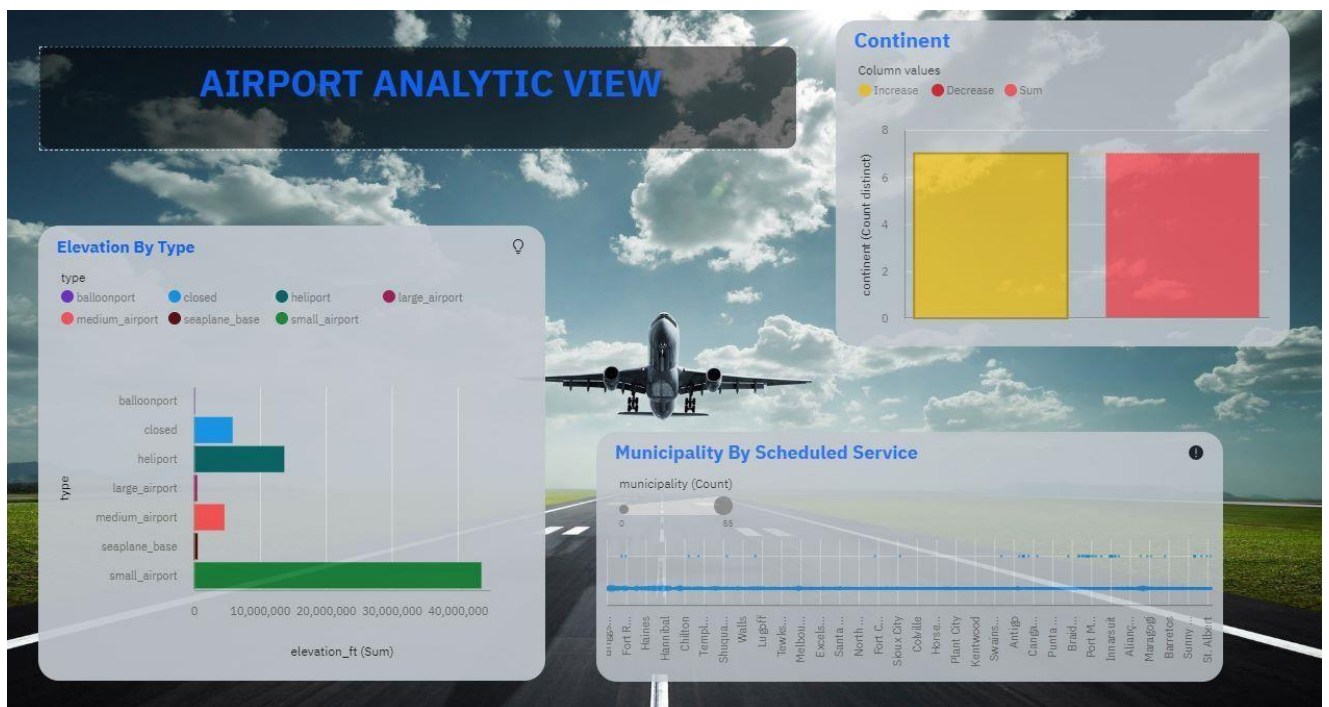 AIRPORT ANALYTIC VIEW
Continent
Column values
Increase Decrease Sum
8
6
4
2
0
continent (Count distinct)
Elevation By Type
type
balloonport closed heliport large_airport
medium_airport seaplane_base small_airport
type
balloonport
closed
heliport
large_airport
medium_airport
seaplane_base
small_airport
0 10,000,000 20,000,000 30,000,000 40,000,000
elevation_ft (Sum)
Municipality By Scheduled Service
municipality (Count)
0 65
Fort R...
Haines
Hannibal
Chilton
Templ...
Shuqua...
Walls
Lugoff
Tewks...
Melbou...
Excels...
Santa ...
North ...
Fort C...
Sioux City
Colville
Horse...
Plant City
Kentwood
Swains...
Antigo
Canga...
Punta ...
Braid...
Port M...
Innarsuit
Alianç...
Maragogi
Barretos
Sunny ...
St. Albert